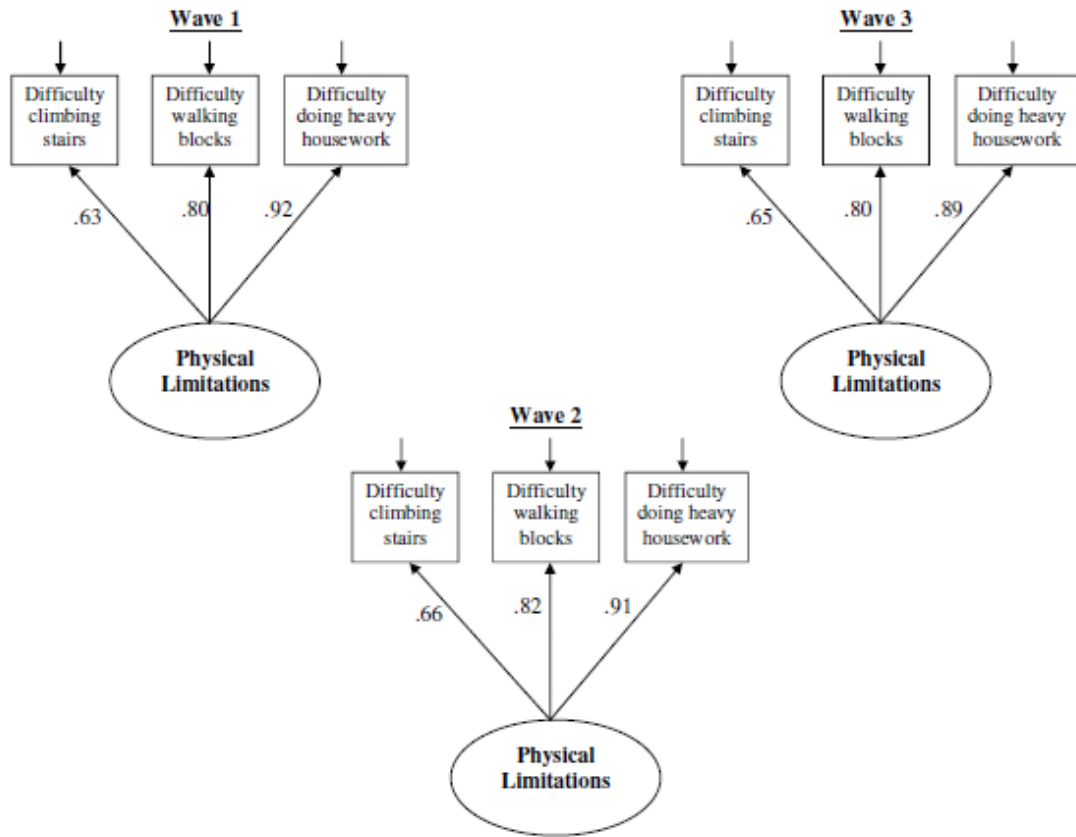 Wave 1
Difficulty
climbing
stairs
Difficulty
walking
blocks
Difficulty
doing heavy
housework
.63
.80
.92
Physical
Limitations
Wave 3
Difficulty
climbing
stairs
Difficulty
walking
blocks
Difficulty
doing heavy
housework
.65
.80
.89
Physical
Limitations
Wave 2
Difficulty
climbing
stairs
Difficulty
walking
blocks
Difficulty
doing heavy
housework
.66
.82
.91
Physical
Limitations